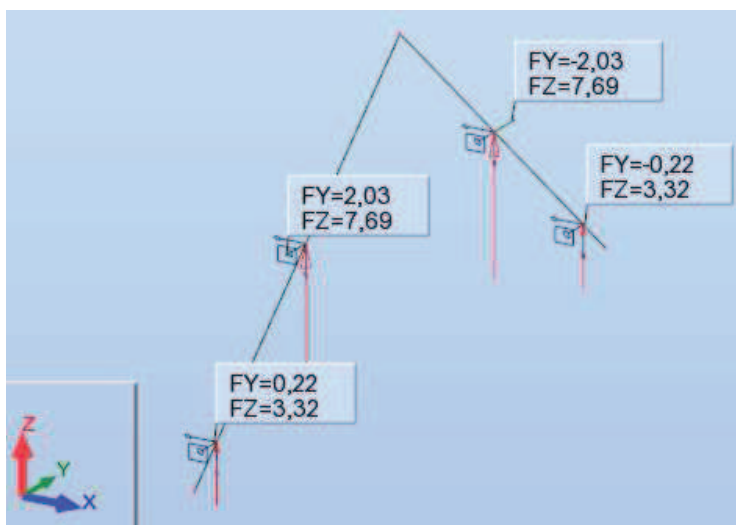 FY=-2,03
FZ=7,69
FY=-0,22
FZ=3,32
FY=2,03
FZ=7,69
FY=0,22
FZ=3,32
Z
Y
X